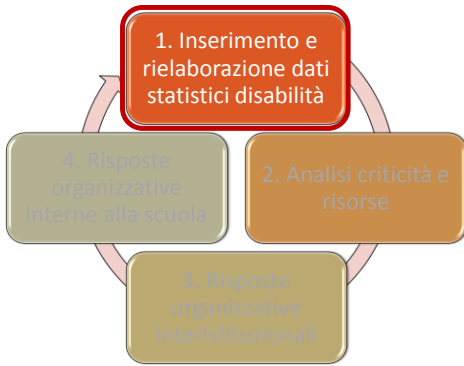 1. Inserimento e
rielaborazione dati
statistici disabilità
2. Analisi criticità e
risorse
3. Risposte
organizzative
interistituzionali
4. Risposte
organizzative
interne alla scuola